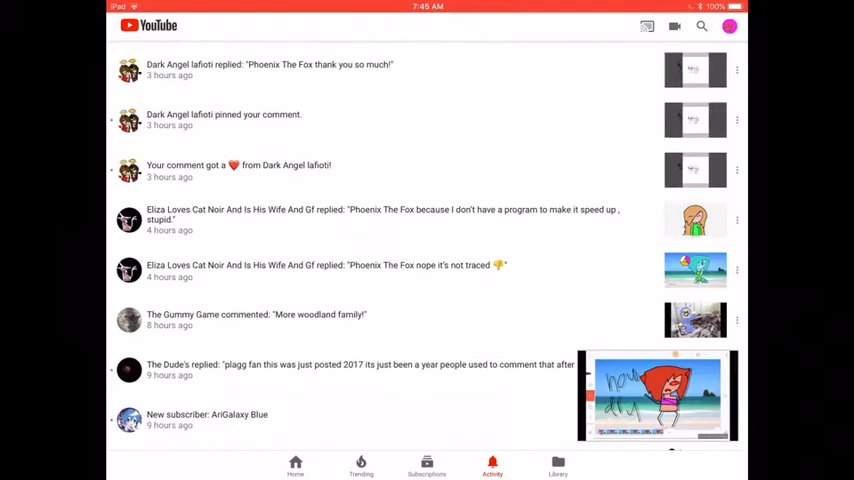 iPad
7:45 AM
100%
YouTube
Dark Angel lafioti replied: "Phoenix The Fox thank you so much!"
3 hours ago
Dark Angel lafioti pinned your comment.
3 hours ago
Your comment got a ❤️ from Dark Angel lafioti!
3 hours ago
Eliza Loves Cat Noir And Is His Wife And Gf replied: "Phoenix The Fox because I don't have a program to make it speed up ,
stupid."
4 hours ago
Eliza Loves Cat Noir And Is His Wife And Gf replied: "Phoenix The Fox nope it's not traced 👎"
4 hours ago
The Gummy Game commented: "More woodland family!"
8 hours ago
The Dude's replied: "plagg fan this was just posted 2017 its just been a year people used to comment that after
9 hours ago
New subscriber: AriGalaxy Blue
9 hours ago
Home
Trending
Subscriptions
Activity
Library